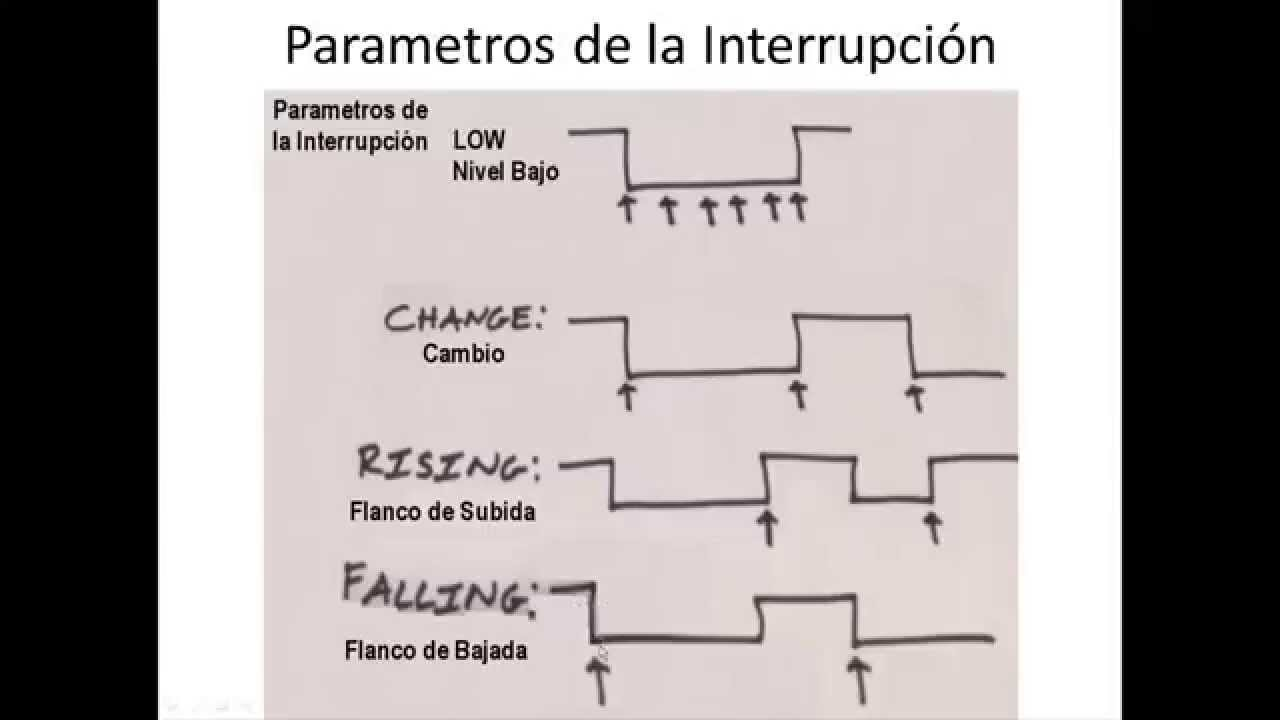 Parametros de la Interrupción
Parametros de
la Interrupción
LOW
Nivel Bajo
CHANGE:
Cambio
RISING:
Flanco de Subida
FALLING:
Flanco de Bajada